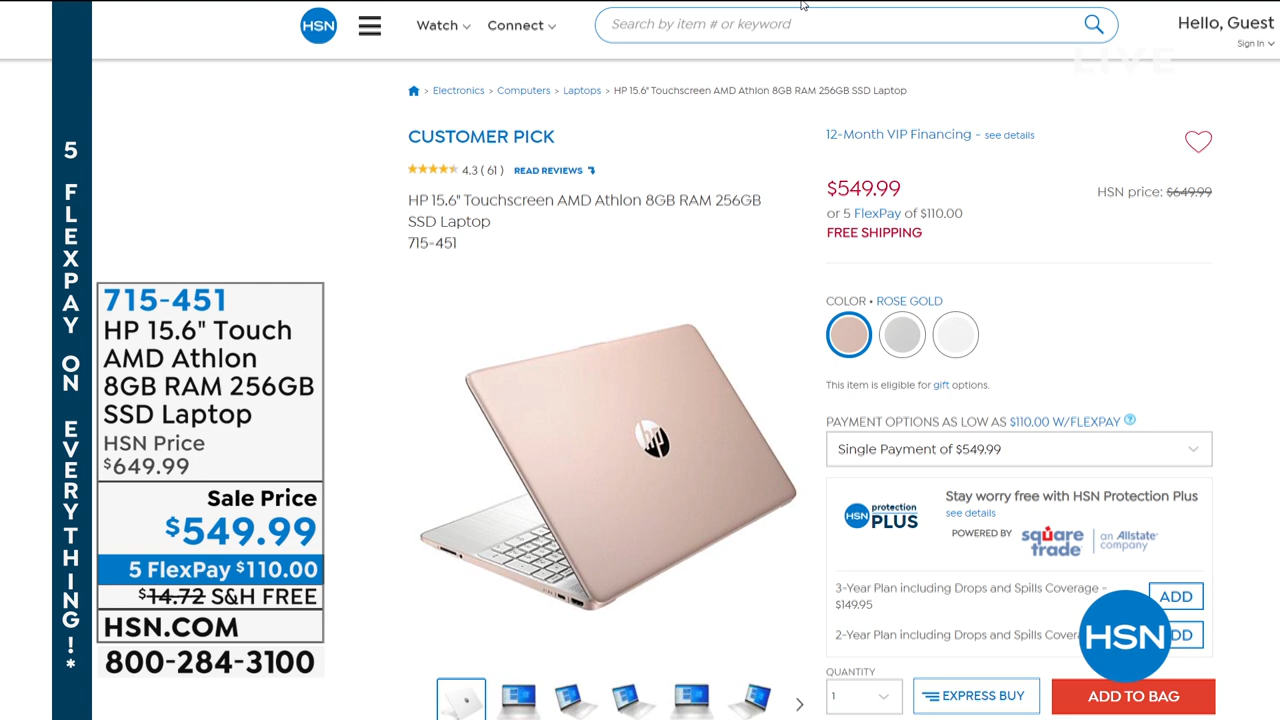 HSN
Watch
Connect
Search by item # or keyword
Hello, Guest
Sign In
LIVE
> Electronics > Computers > Laptops > HP 15.6" Touchscreen AMD Athlon 8GB RAM 256GB SSD Laptop
CUSTOMER PICK
4.3 ( 61 ) READ REVIEWS
HP 15.6" Touchscreen AMD Athlon 8GB RAM 256GB
SSD Laptop
715-451
12-Month VIP Financing - see details
$549.99
HSN price: $649.99
or 5 FlexPay of $110.00
FREE SHIPPING
COLOR • ROSE GOLD
This item is eligible for gift options.
PAYMENT OPTIONS AS LOW AS $110.00 W/FLEXPAY ?
Single Payment of $549.99
HSN protection PLUS
Stay worry free with HSN Protection Plus
see details
POWERED BY square trade | an Allstate company
3-Year Plan including Drops and Spills Coverage -
$149.95
ADD
2-Year Plan including Drops and Spills
HSN
QUANTITY
1
EXPRESS BUY
ADD TO BAG
hp
5 FLEXPAY ON EVERYTHING!*
715-451
HP 15.6" Touch
AMD Athlon
8GB RAM 256GB
SSD Laptop
HSN Price
$649.99
Sale Price
$549.99
5 FlexPay $110.00
$14.72 S&H FREE
HSN.COM
800-284-3100